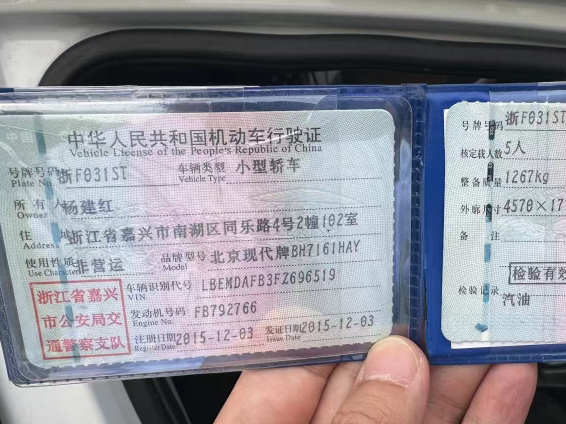 中华人民共和国机动车行驶证
Vehicle License of the People's Republic of China
号牌号码 浙F031ST 车辆类型 小型轿车
Plate No. Vehicle Type
所有人 杨建红
Owner
住址 浙江省嘉兴市南湖区同乐路4号2幢102室
Address
使用性质 非营运 品牌型号 北京现代牌BH7161HAY
Use Character Model
浙江省嘉兴
市公安局交
通警察支队
车辆识别代号 LBEMDAFB3FZ696519
VIN
发动机号码 FB792766
Engine No.
注册日期 2015-12-03 发证日期 2015-12-03
Register Date Issue Date
号牌号码 浙F031ST
核定载人数 5人
整备质量 1267kg
外廓尺寸 4570×17
备注
检验有效
检验记录
汽油